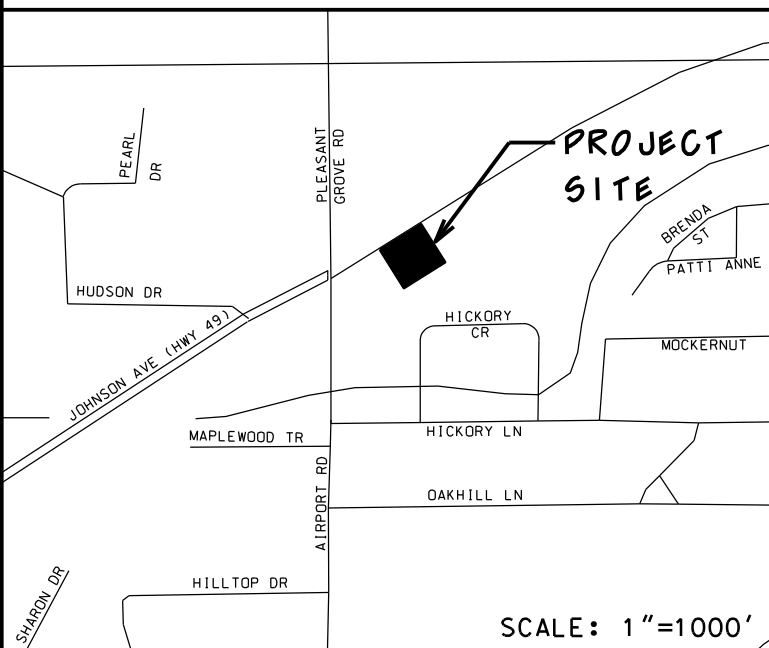 PEARL
DR
PLEASANT
GROVE RD
PROJECT
SITE
BRENDA
ST
PATTI ANNE
HUDSON DR
HICKORY
CR
MOCKERNUT
JOHNSON AVE (HWY 49)
MAPLEWOOD TR
HICKORY LN
AIRPORT RD
OAKHILL LN
SHARON DR
HILLTOP DR
SCALE: 1"=1000'